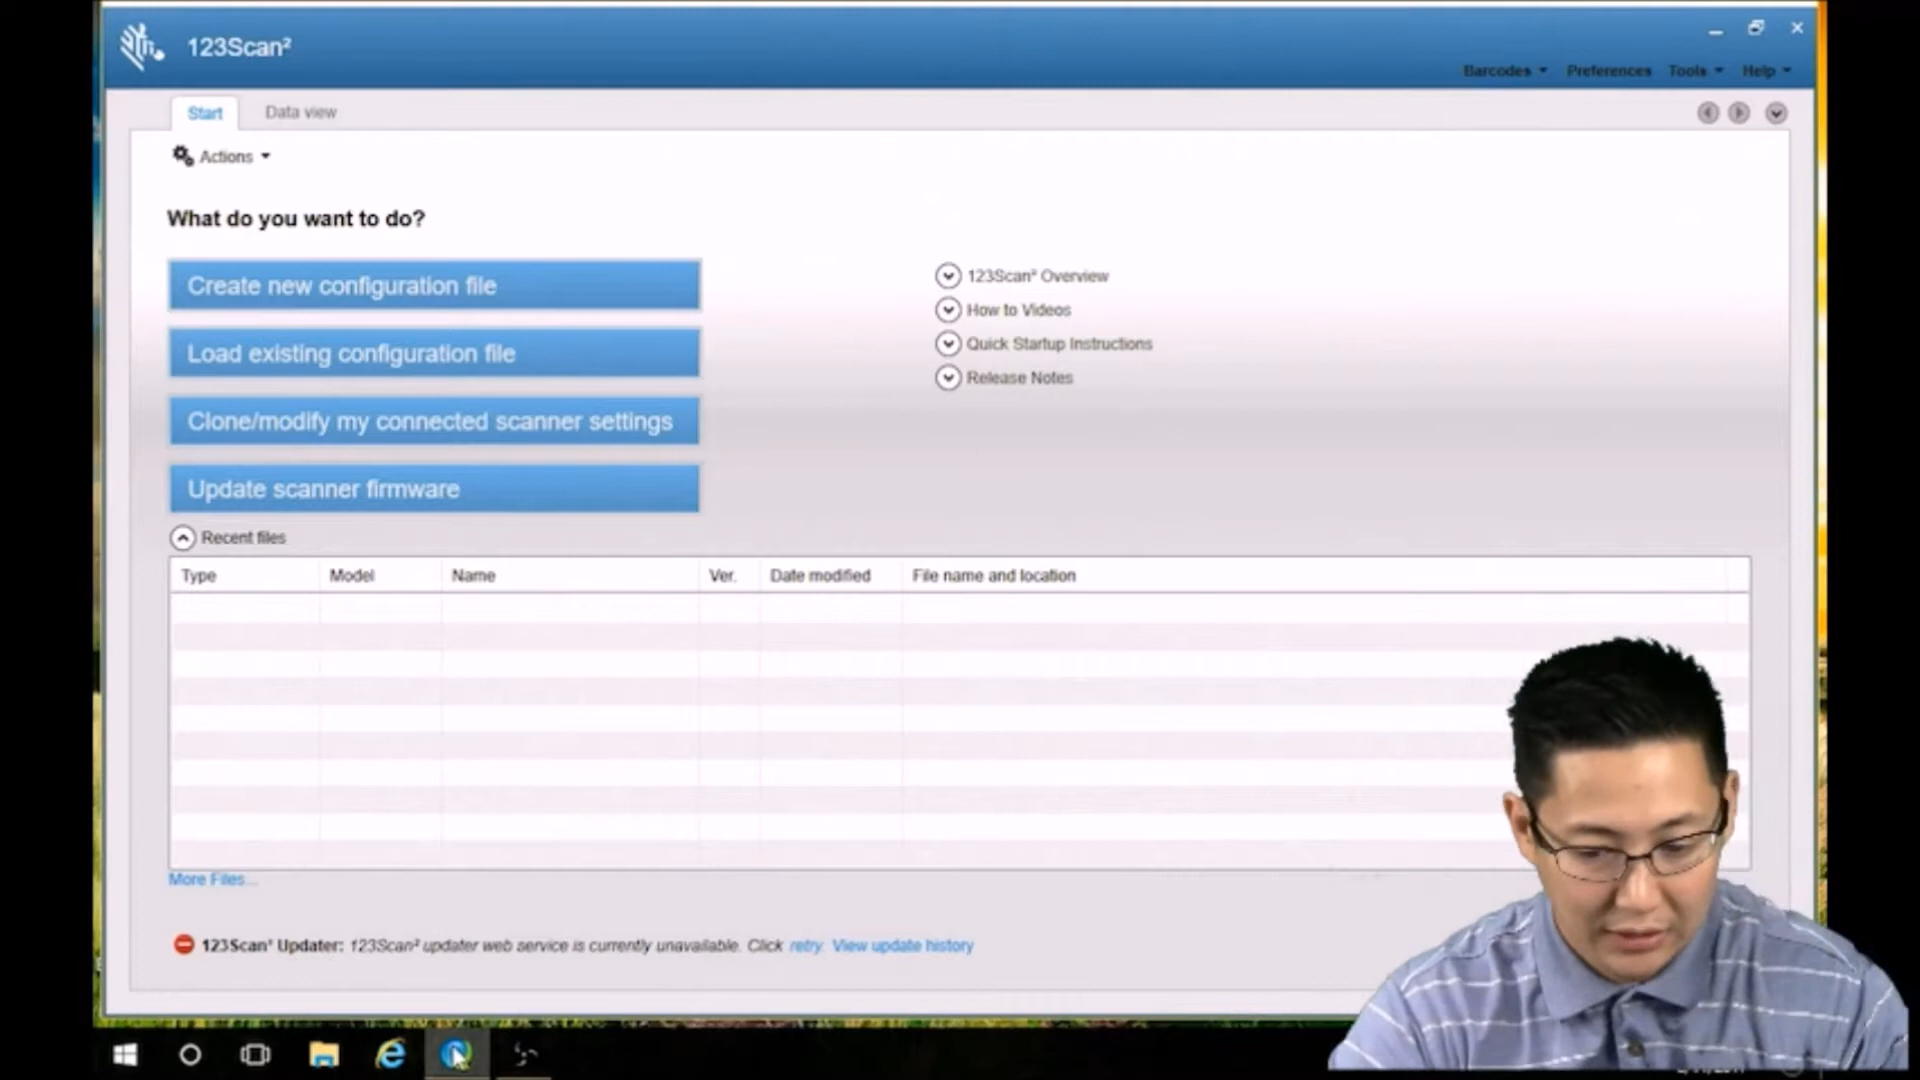 123Scan²
Barcodes Preferences Tools Help
Start Data view
Actions
What do you want to do?
Create new configuration file
Load existing configuration file
Clone/modify my connected scanner settings
Update scanner firmware
123Scan² Overview
How to Videos
Quick Startup Instructions
Release Notes
Recent files
Type Model Name Ver. Date modified File name and location
More Files...
123Scan² Updater: 123Scan² updater web service is currently unavailable. Click retry. View update history